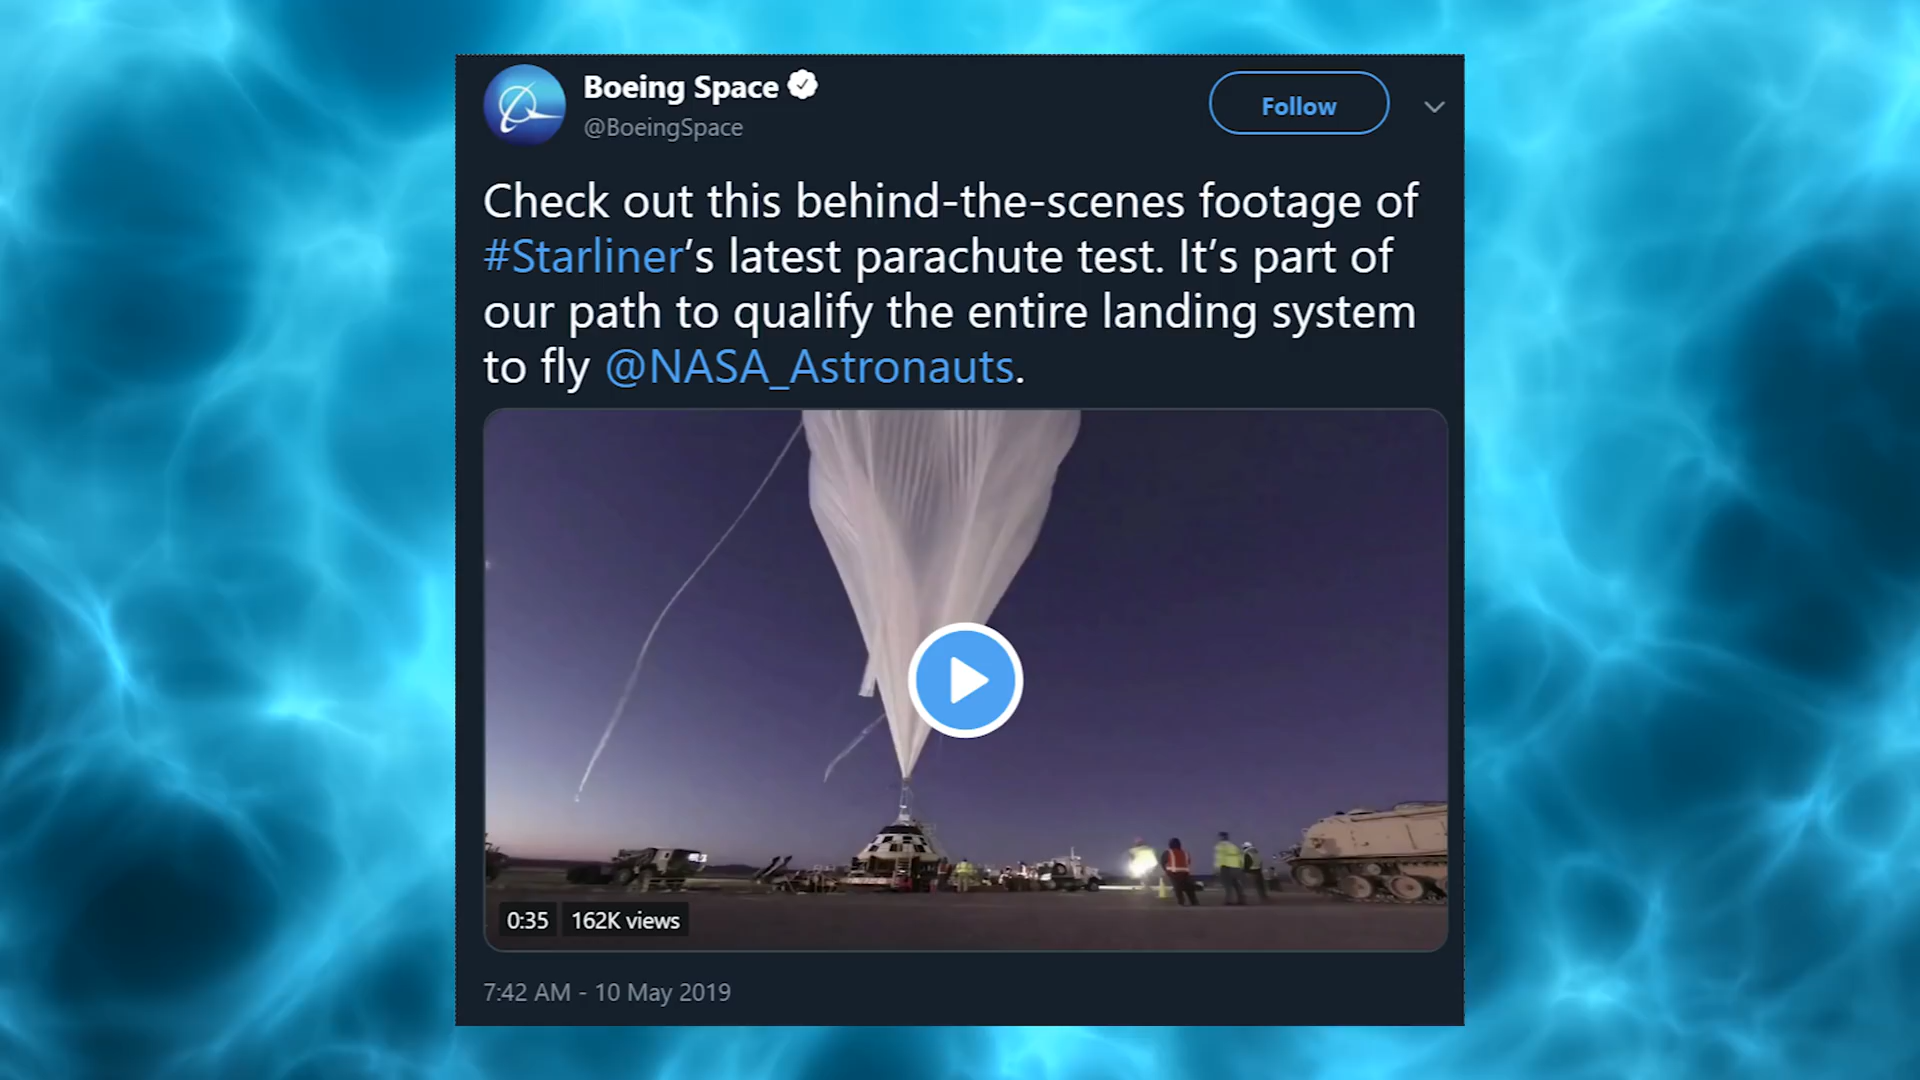 Boeing Space
@BoeingSpace
Follow
Check out this behind-the-scenes footage of
#Starliner’s latest parachute test. It’s part of
our path to qualify the entire landing system
to fly @NASA_Astronauts.
0:35 162K views
7:42 AM - 10 May 2019